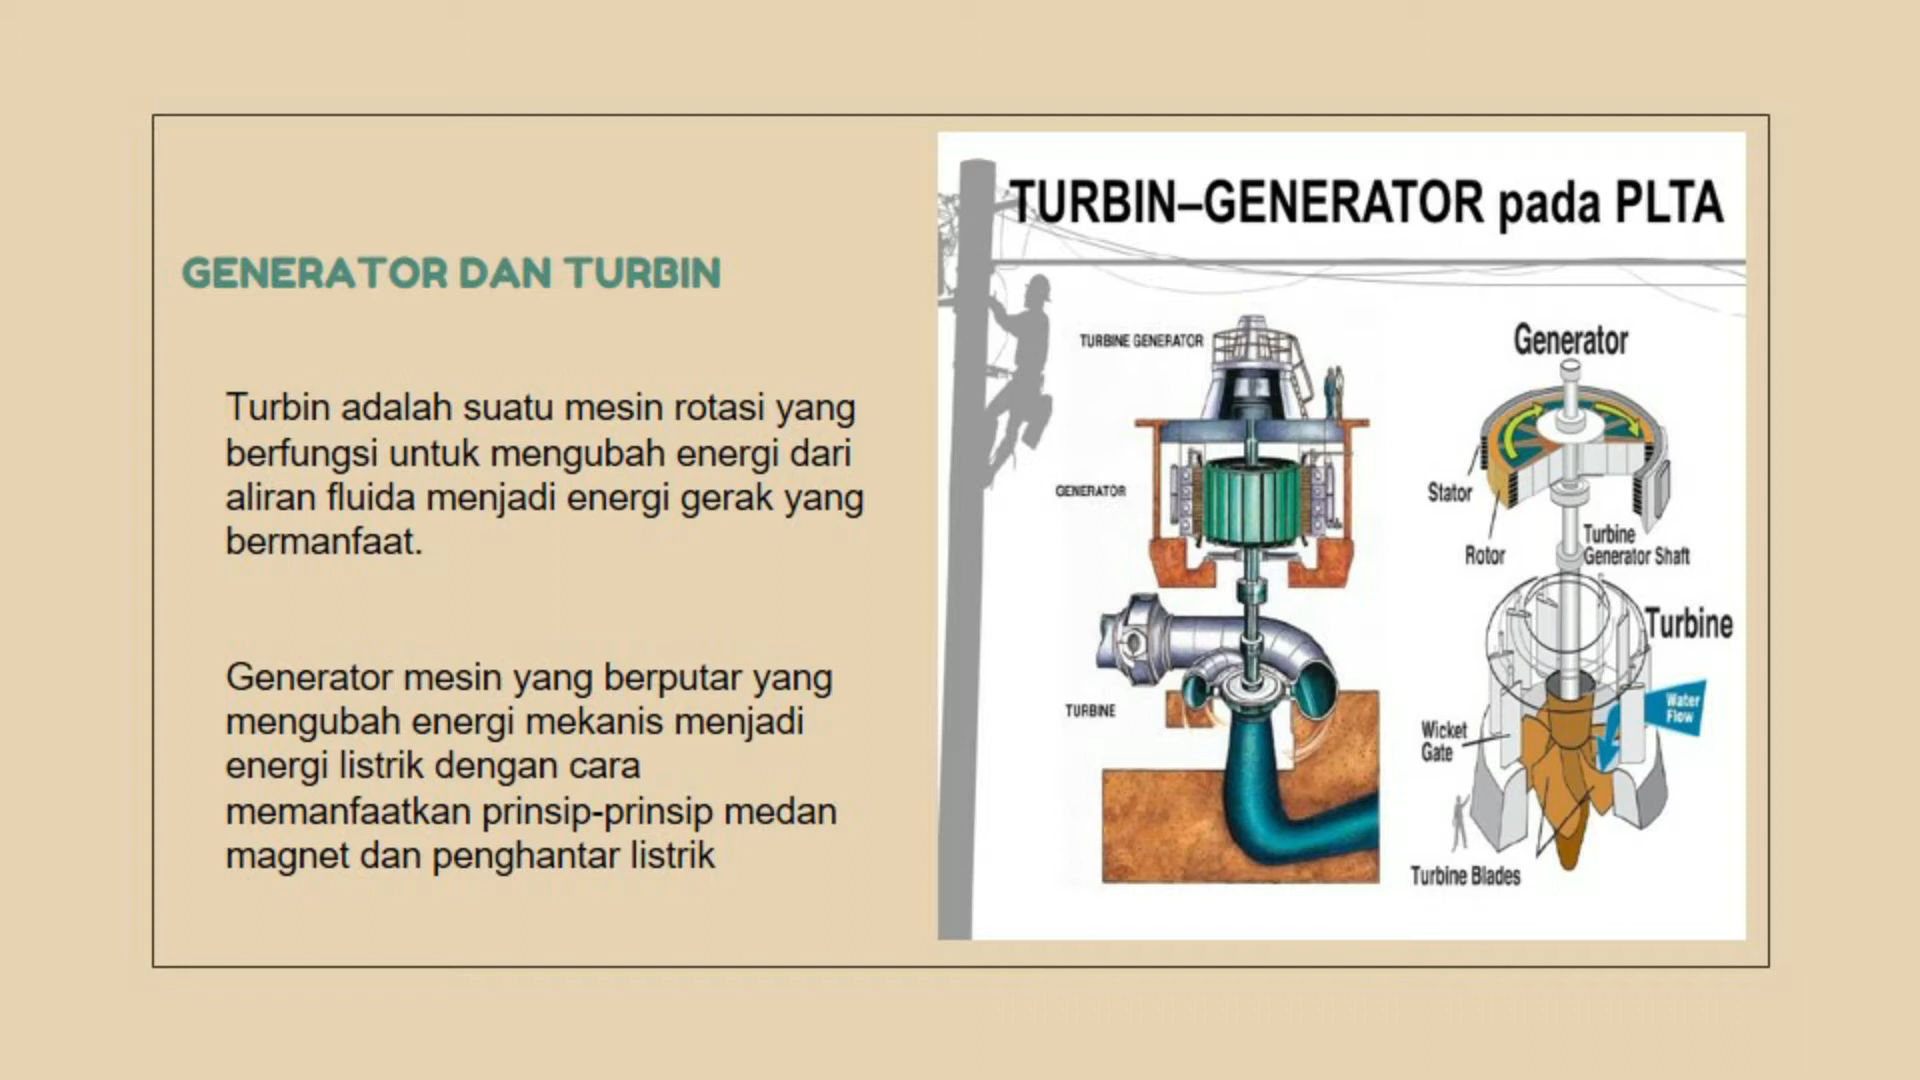 GENERATOR DAN TURBIN
Turbin adalah suatu mesin rotasi yang
berfungsi untuk mengubah energi dari
aliran fluida menjadi energi gerak yang
bermanfaat.
Generator mesin yang berputar yang
mengubah energi mekanis menjadi
energi listrik dengan cara
memanfaatkan prinsip-prinsip medan
magnet dan penghantar listrik
TURBIN–GENERATOR pada PLTA
TURBINE GENERATOR
GENERATOR
TURBINE
Generator
Stator
Rotor
Turbine
Generator Shaft
Turbine
Water
Flow
Wicket
Gate
Turbine Blades